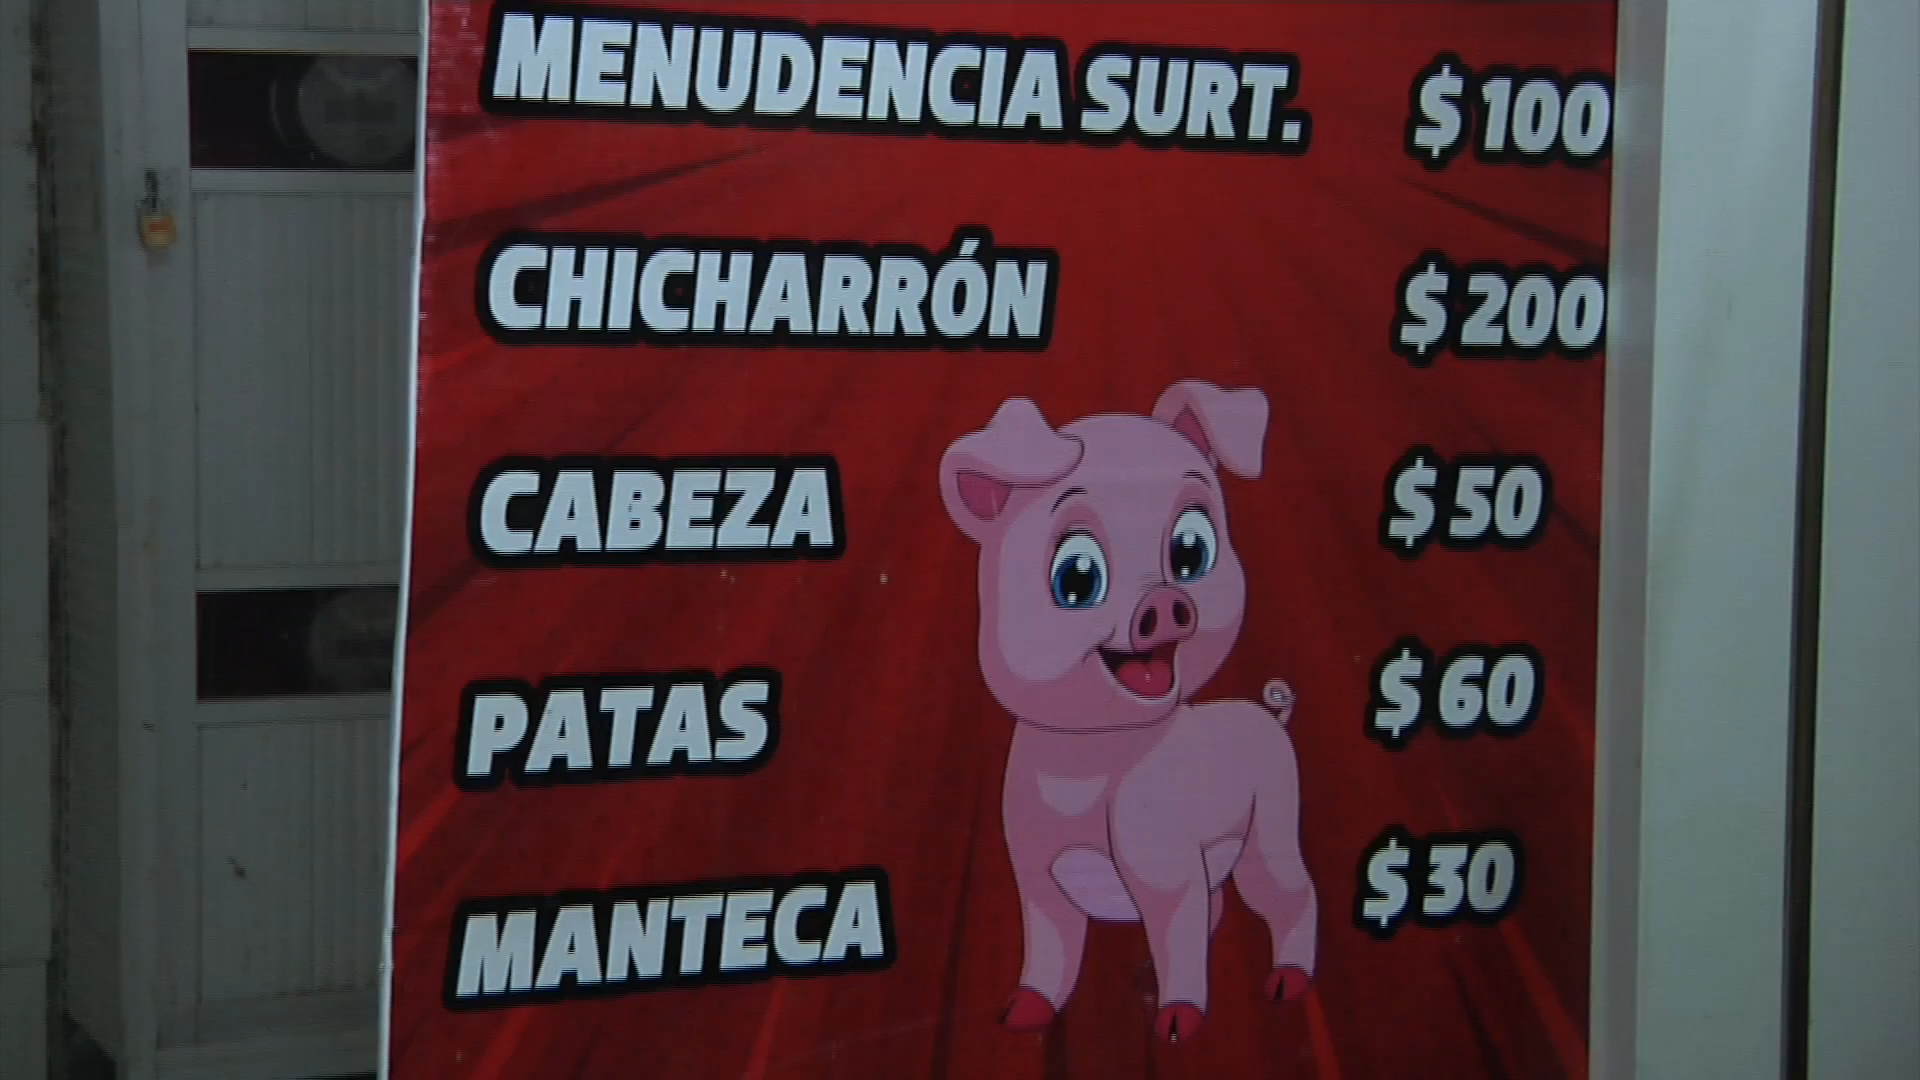 MENUDENCIA SURT. $ 100
CHICHARRÓN $ 200
CABEZA $ 50
PATAS $ 60
MANTECA $ 30